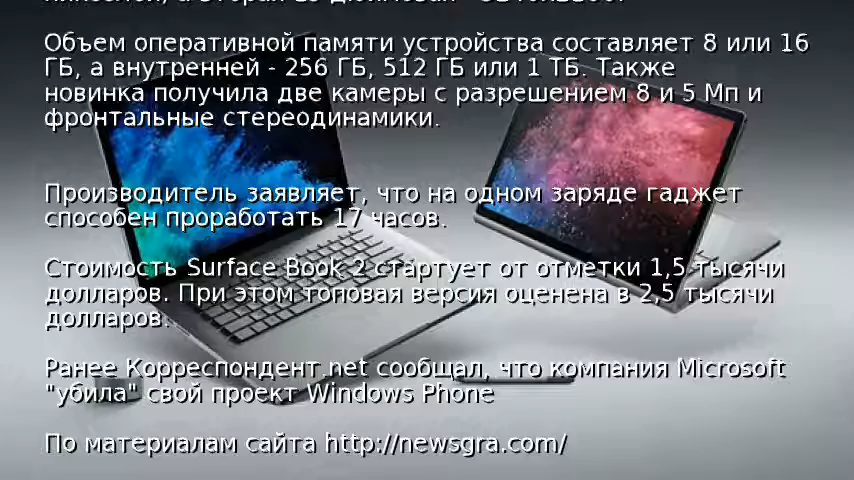 Объем оперативной памяти устройства составляет 8 или 16
ГБ, а внутренней - 256 ГБ, 512 ГБ или 1 ТБ. Также
новинка получила две камеры с разрешением 8 и 5 Мп и
фронтальные стереодинамики.
Производитель заявляет, что на одном заряде гаджет
способен проработать 17 часов.
Стоимость Surface Book 2 стартует от отметки 1,5 тысячи
долларов. При этом топовая версия оценена в 2,5 тысячи
долларов.
Ранее Корреспондент.net сообщал, что компания Microsoft
"убила" свой проект Windows Phone
По материалам сайта http://newsgra.com/